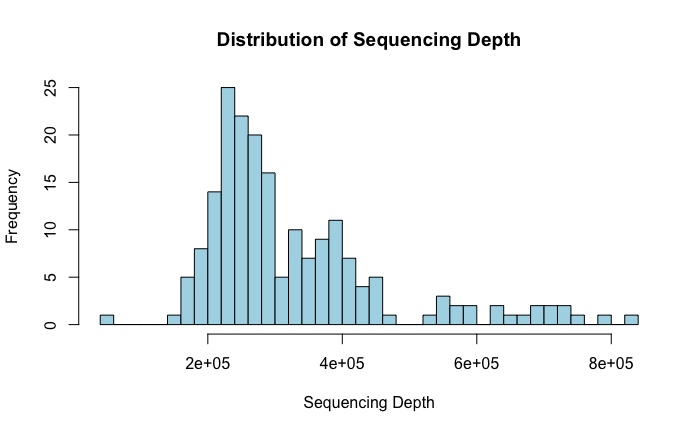 Distribution of Sequencing Depth
Frequency
25
20
15
10
5
0
2e+05 4e+05 6e+05 8e+05
Sequencing Depth